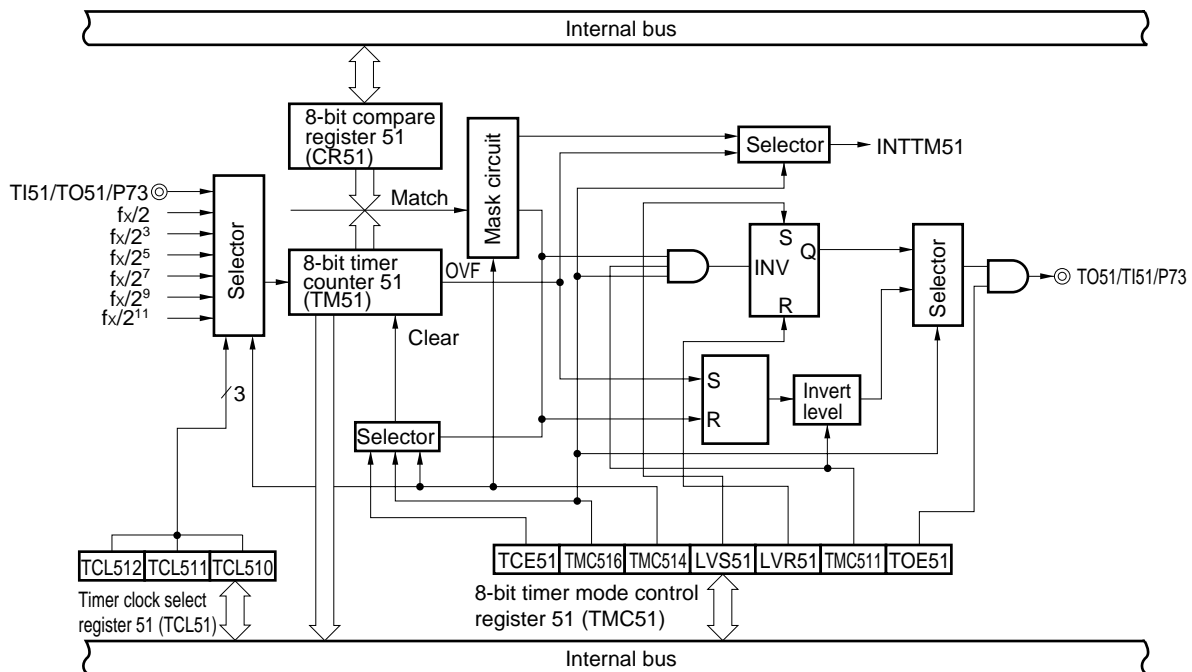 Internal bus
8-bit compare
register 51
(CR51)
Mask circuit
Selector
INTTM51
TI51/TO51/P73
fx/2
fx/2³
fx/2⁵
fx/2⁷
fx/2⁹
fx/2¹¹
Selector
Match
8-bit timer
counter 51
(TM51)
OVF
Clear
S
Q
INV
R
Selector
TO51/TI51/P73
S
R
Invert
level
3
Selector
TCL512 TCL511 TCL510
Timer clock select
register 51 (TCL51)
TCE51 TMC516 TMC514 LVS51 LVR51 TMC511 TOE51
8-bit timer mode control
register 51 (TMC51)
Internal bus